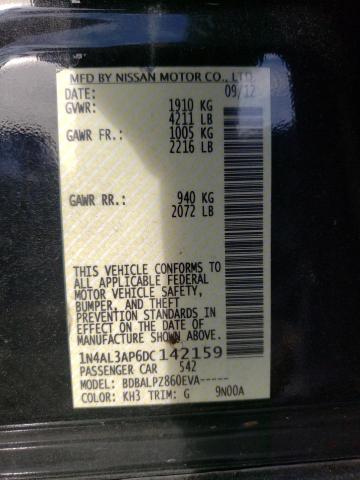 MFD BY NISSAN MOTOR CO., LTD.
DATE: 09/12
GVWR: 1910 KG
4211 LB
GAWR FR.: 1005 KG
2216 LB
GAWR RR.: 940 KG
2072 LB
THIS VEHICLE CONFORMS TO
ALL APPLICABLE FEDERAL
MOTOR VEHICLE SAFETY,
BUMPER, AND THEFT
PREVENTION STANDARDS IN
EFFECT ON THE DATE OF
MANUFACTURE SHOWN ABOVE.
1N4AL3AP6DC142159
PASSENGER CAR 542
MODEL: BDBALPZ860EVA-----
COLOR: KH3 TRIM: G 9N00A